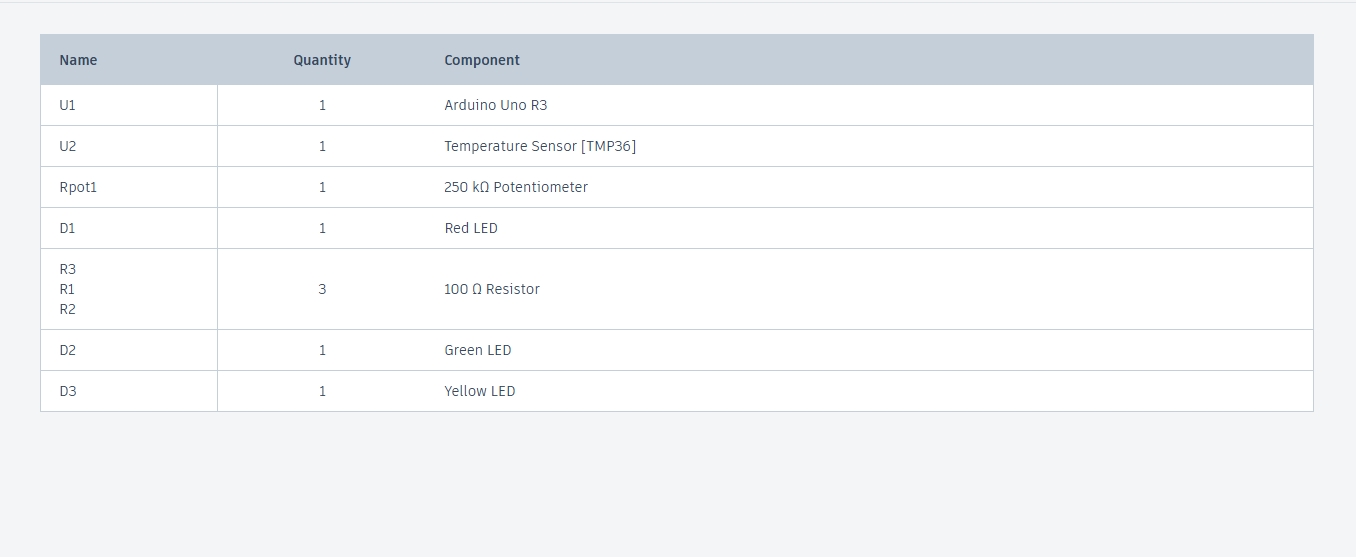 Name Quantity Component
U1 1 Arduino Uno R3
U2 1 Temperature Sensor [TMP36]
Rpot1 1 250 kΩ Potentiometer
D1 1 Red LED
R3
R1 3 100 Ω Resistor
R2
D2 1 Green LED
D3 1 Yellow LED